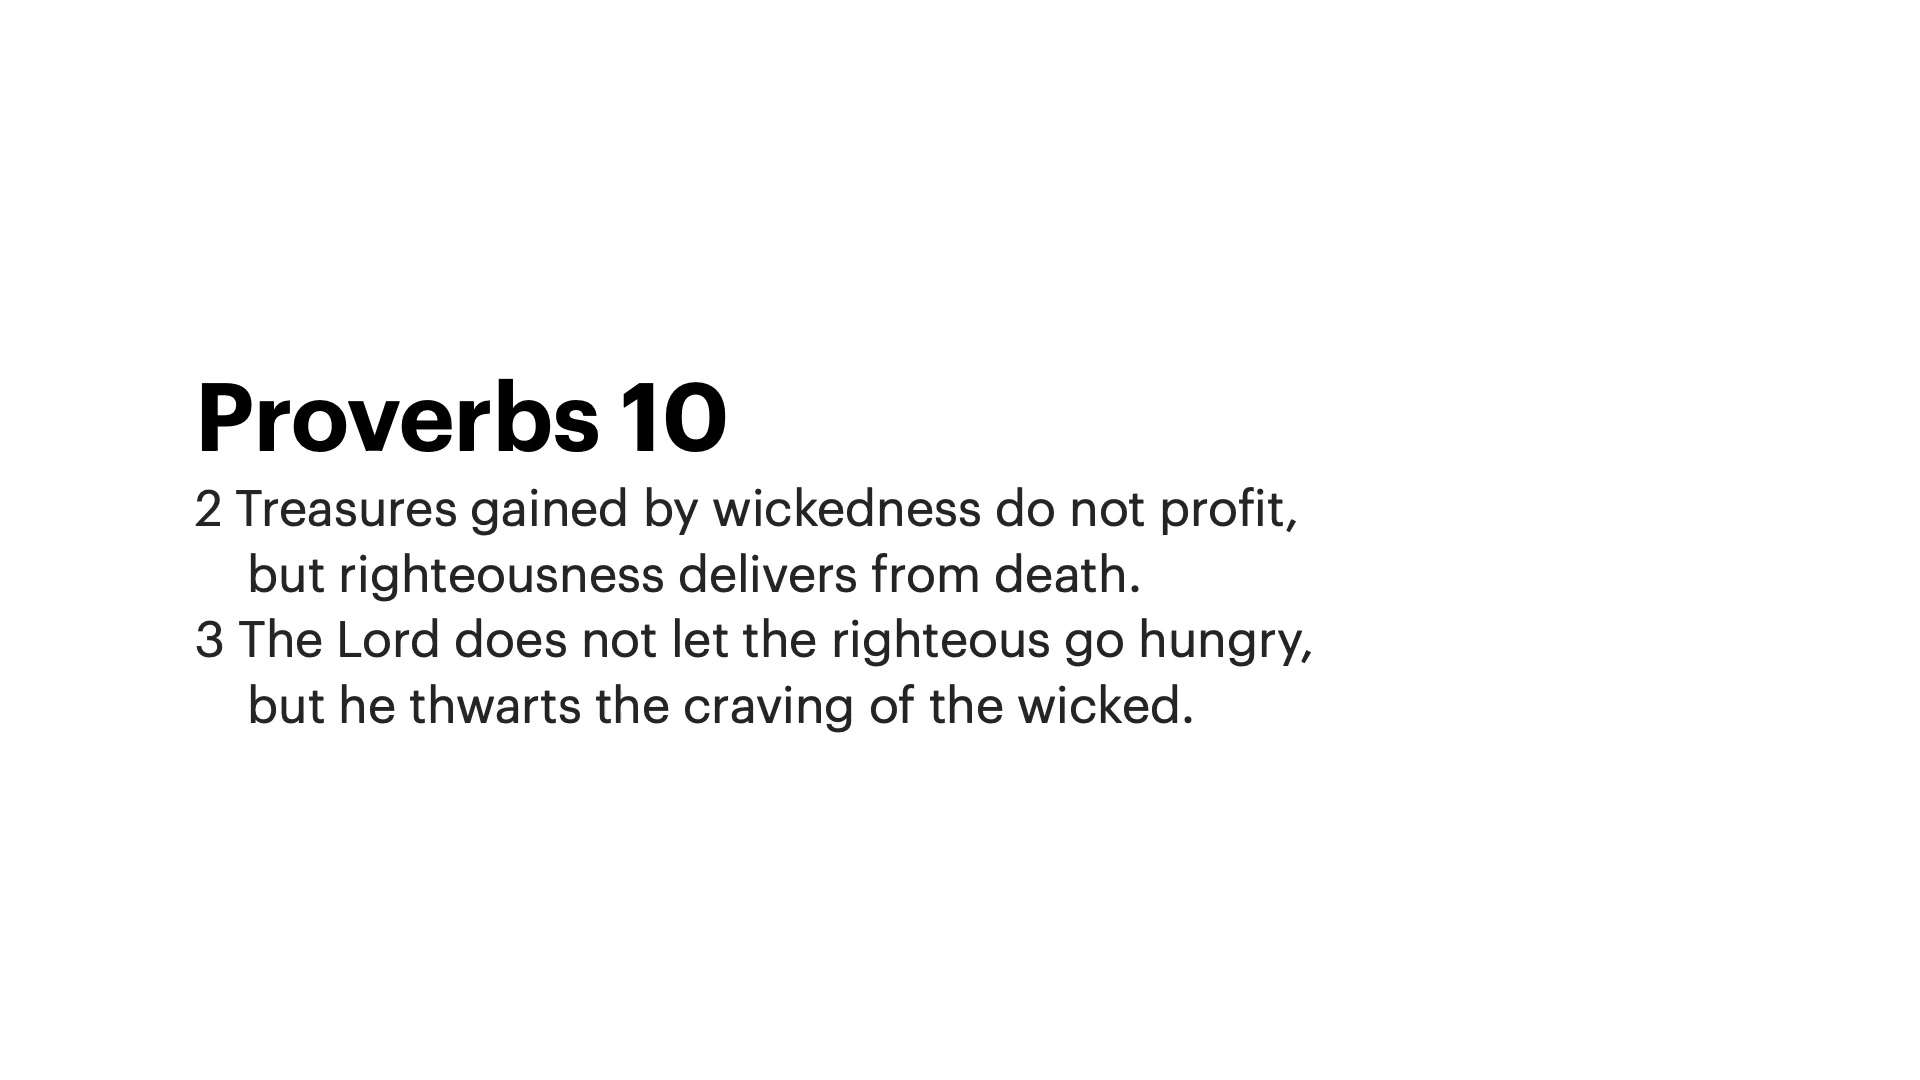 Proverbs 10
2 Treasures gained by wickedness do not profit,
but righteousness delivers from death.
3 The Lord does not let the righteous go hungry,
but he thwarts the craving of the wicked.